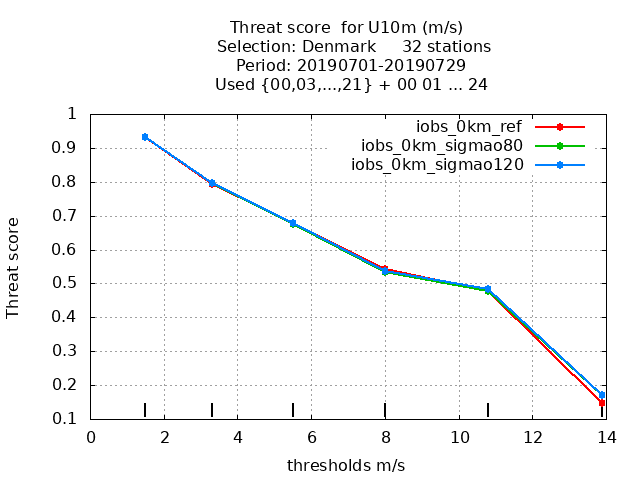 Threat score  for U10m (m/s)
Selection: Denmark     32 stations
Period: 20190701-20190729
Used {00,03,...,21} + 00 01 ... 24
iobs_0km_ref
iobs_0km_sigmao80
iobs_0km_sigmao120
Threat score
1
0.9
0.8
0.7
0.6
0.5
0.4
0.3
0.2
0.1
0 2 4 6 8 10 12 14
thresholds m/s